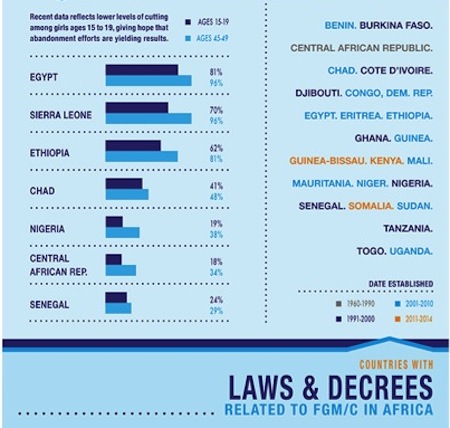 Recent data reflects lower levels of cutting
among girls ages 15 to 19, giving hope that
abandonment efforts are yielding results.
AGES 15-19
AGES 45-49
EGYPT
81%
96%
SIERRA LEONE
70%
96%
ETHIOPIA
62%
81%
CHAD
41%
48%
NIGERIA
19%
38%
CENTRAL
AFRICAN REP.
18%
34%
SENEGAL
24%
29%
BENIN. BURKINA FASO.
CENTRAL AFRICAN REPUBLIC.
CHAD. COTE D'IVOIRE.
DJIBOUTI. CONGO, DEM. REP.
EGYPT. ERITREA. ETHIOPIA.
GHANA. GUINEA.
GUINEA-BISSAU. KENYA. MALI.
MAURITANIA. NIGER. NIGERIA.
SENEGAL. SOMALIA. SUDAN.
TANZANIA.
TOGO. UGANDA.
DATE ESTABLISHED
1960-1990
2001-2010
1991-2000
2011-2014
COUNTRIES WITH
LAWS & DECREES
RELATED TO FGM/C IN AFRICA